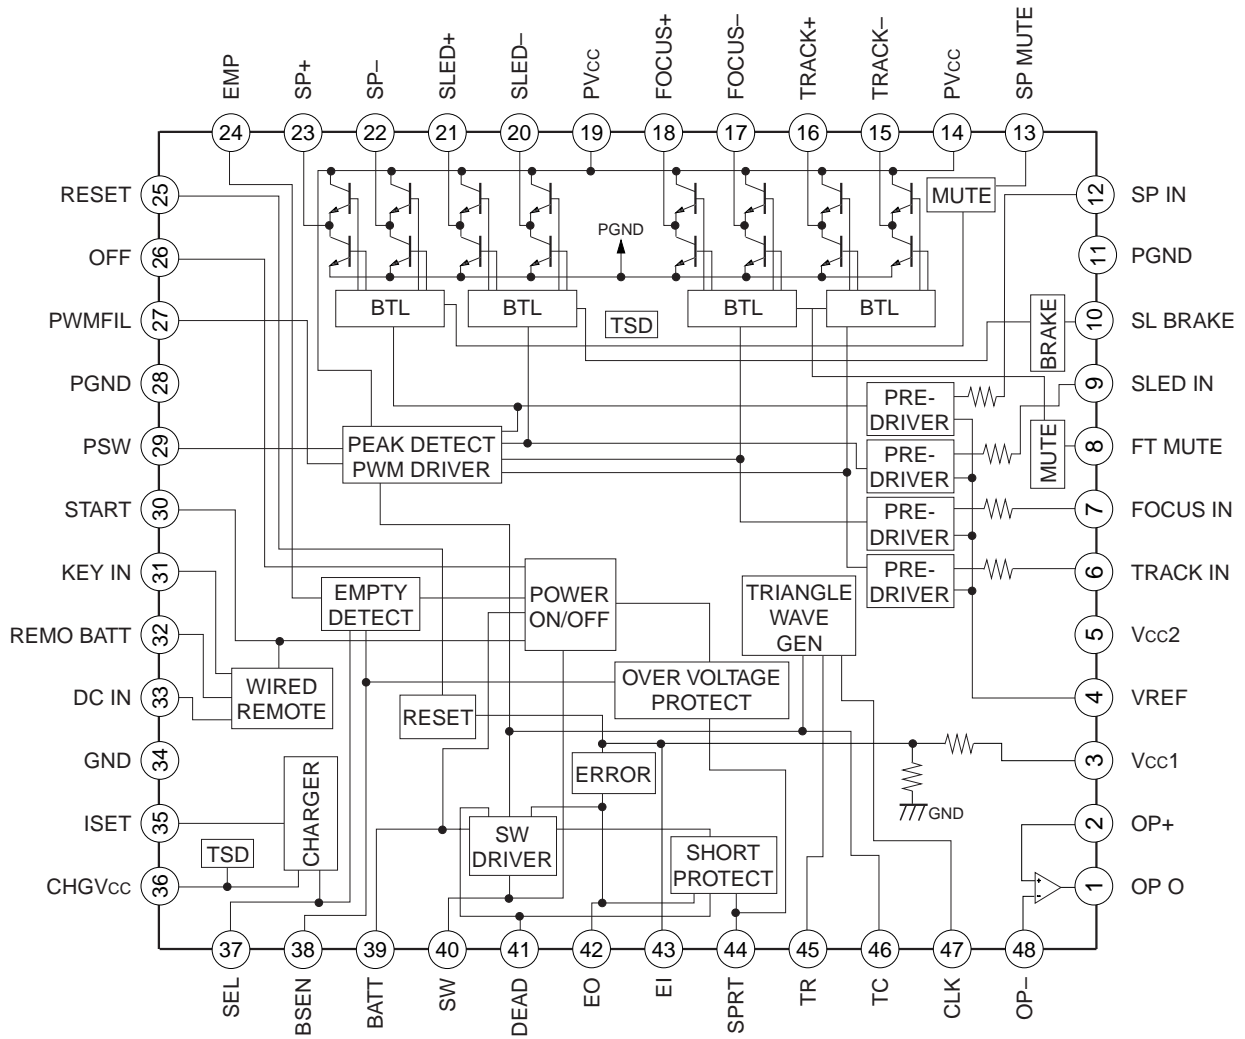 EMP
SP+
SP–
SLED+
SLED–
PVCC
FOCUS+
FOCUS–
TRACK+
TRACK–
PVCC
SP MUTE
24
23
22
21
20
19
18
17
16
15
14
13
RESET
25
OFF
26
PWMFIL
27
PGND
28
PSW
29
START
30
KEY IN
31
REMO BATT
32
DC IN
33
GND
34
ISET
35
CHGVCC
36
12
SP IN
11
PGND
10
SL BRAKE
9
SLED IN
8
FT MUTE
7
FOCUS IN
6
TRACK IN
5
VCC2
4
VREF
3
VCC1
2
OP+
1
OP O
MUTE
PGND
BTL
BTL
BTL
BTL
TSD
BRAKE
MUTE
PRE-
DRIVER
PRE-
DRIVER
PRE-
DRIVER
PRE-
DRIVER
PEAK DETECT
PWM DRIVER
EMPTY
DETECT
POWER
ON/OFF
TRIANGLE
WAVE
GEN
WIRED
REMOTE
RESET
OVER VOLTAGE
PROTECT
ERROR
CHARGER
TSD
SW
DRIVER
SHORT
PROTECT
GND
+
-
37
38
39
40
41
42
43
44
45
46
47
48
SEL
BSEN
BATT
SW
DEAD
EO
EI
SPRT
TR
TC
CLK
OP–